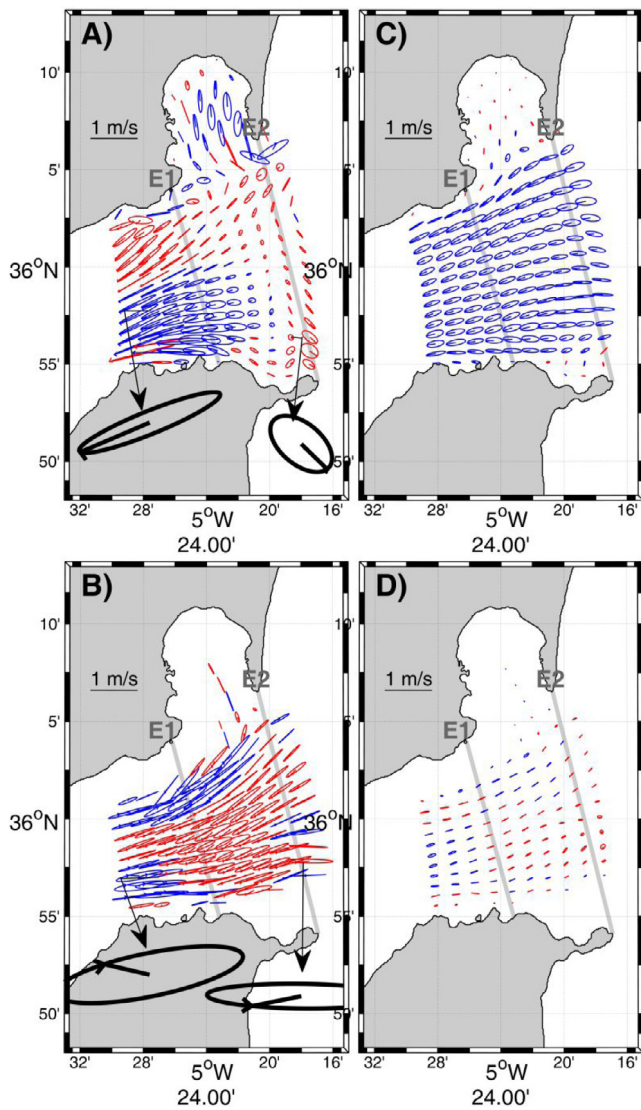 A)
10'
1 m/s
E2
5'
E1
36°N
55'
50'
32' 28' 20' 16'
5°W
24.00'
C)
10'
1 m/s
E2
5'
E1
36°N
55'
50'
32' 28' 20' 16'
5°W
24.00'
B)
10'
1 m/s
E2
5'
E1
36°N
55'
50'
32' 28' 20' 16'
5°W
24.00'
D)
10'
1 m/s
E2
5'
E1
36°N
55'
50'
32' 28' 20' 16'
5°W
24.00'